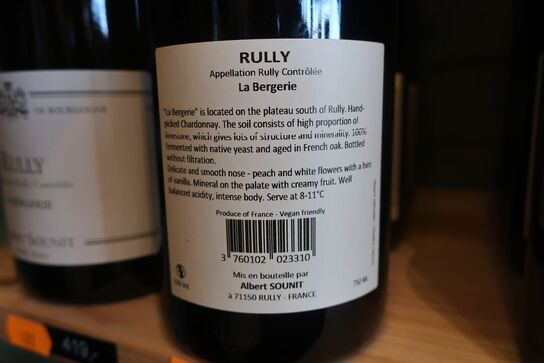 RULLY
Appellation Rully Contrôlée
La Bergerie
"La Bergerie" is located on the plateau south of Rully. Hand-
picked Chardonnay. The soil consists of high proportion of
limestone, which gives lots of structure and minerality. 100%
fermented with native yeast and aged in French oak. Bottled
without filtration.
Delicate and smooth nose - peach and white flowers with a hint
of vanilla. Mineral on the palate with creamy fruit. Well
balanced acidity, intense body. Serve at 8-11°C
Produce of France - Vegan friendly
3 760102 023310
Mis en bouteille par
Albert SOUNIT
à 71150 RULLY - FRANCE
750 ML
DE BOURGOGNE
RULLY
BERGERIE
SOUNIT
419,-